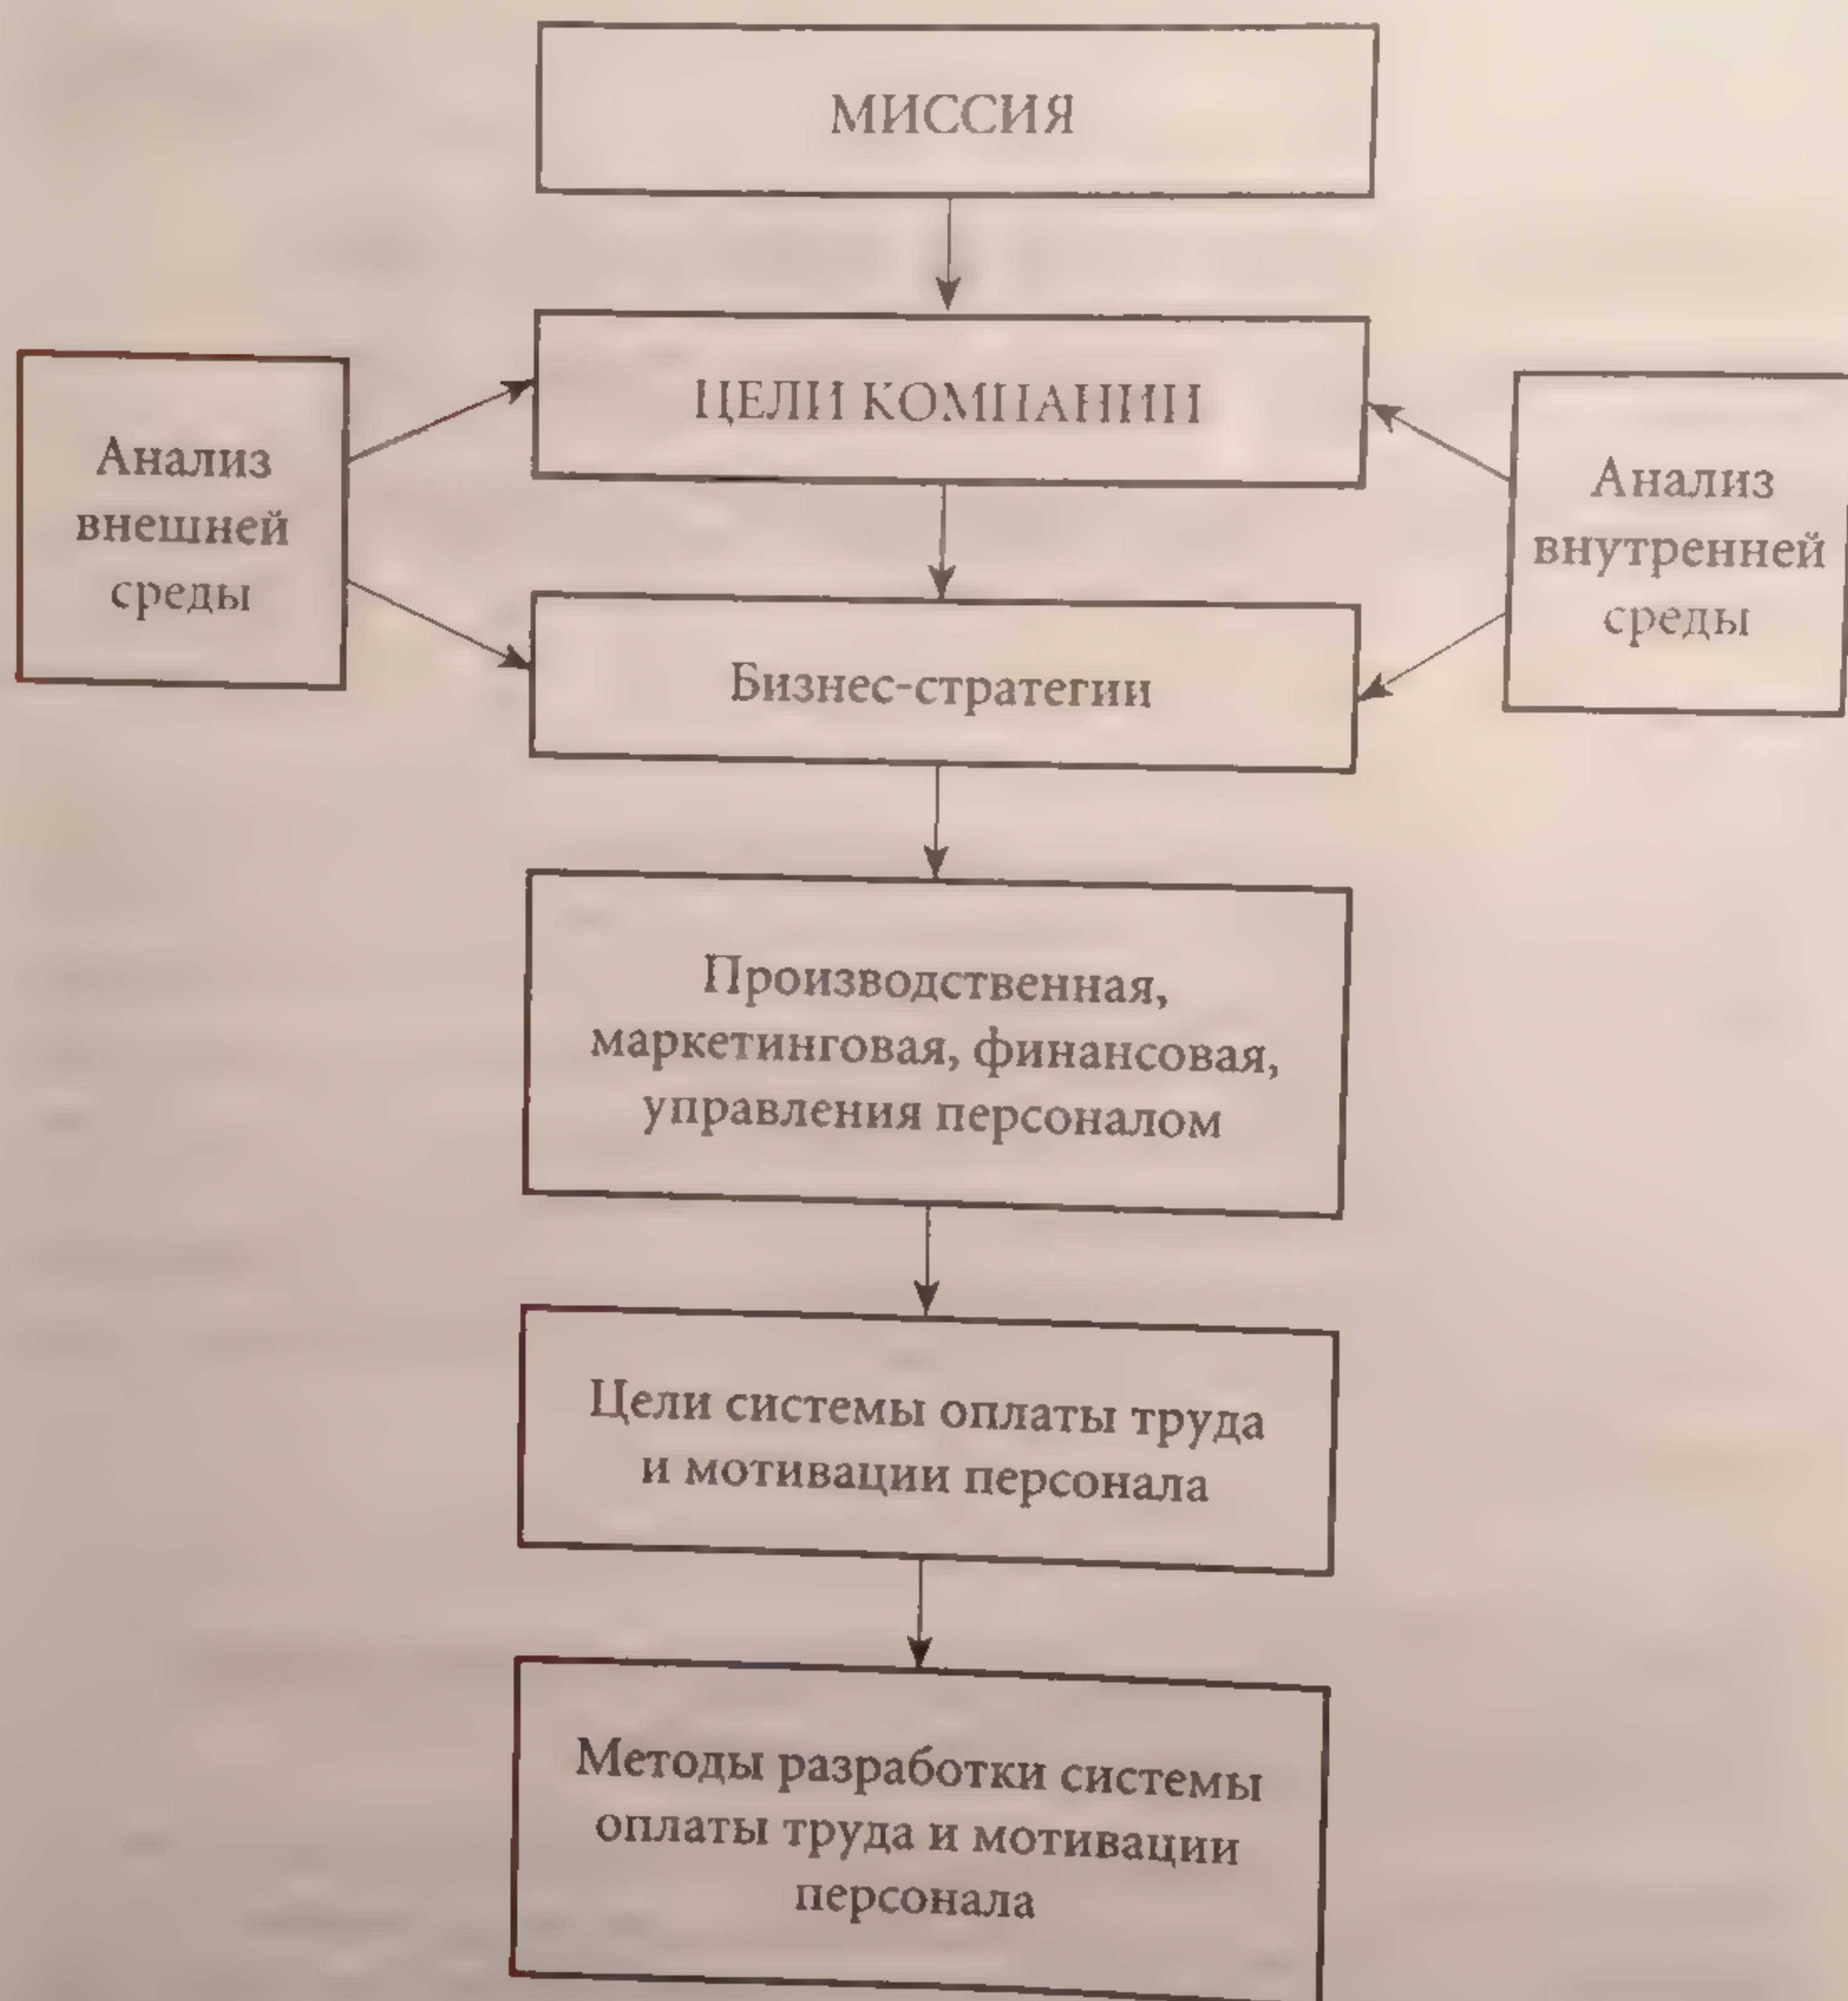 МИССИЯ
ЦЕЛИ КОМПАНИИ
Анализ
внешней
среды
Анализ
внутренней
среды
Бизнес-стратегии
Производственная,
маркетинговая, финансовая,
управления персоналом
Цели системы оплаты труда
и мотивации персонала
Методы разработки системы
оплаты труда и мотивации
персонала